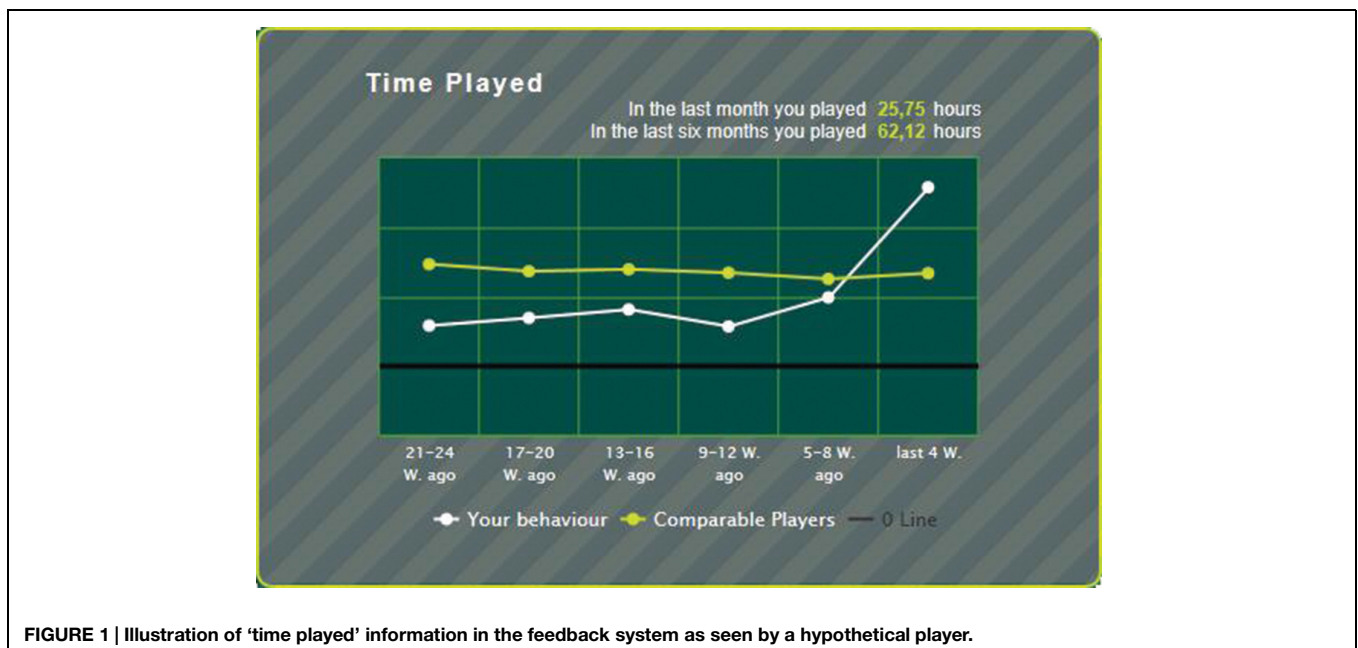 Time Played
In the last month you played 25,75 hours
In the last six months you played 62,12 hours
21–24 W. ago
17–20 W. ago
13–16 W. ago
9–12 W. ago
5–8 W. ago
last 4 W.
Your behaviour Comparable Players 0 Line
FIGURE 1 | Illustration of ‘time played’ information in the feedback system as seen by a hypothetical player.